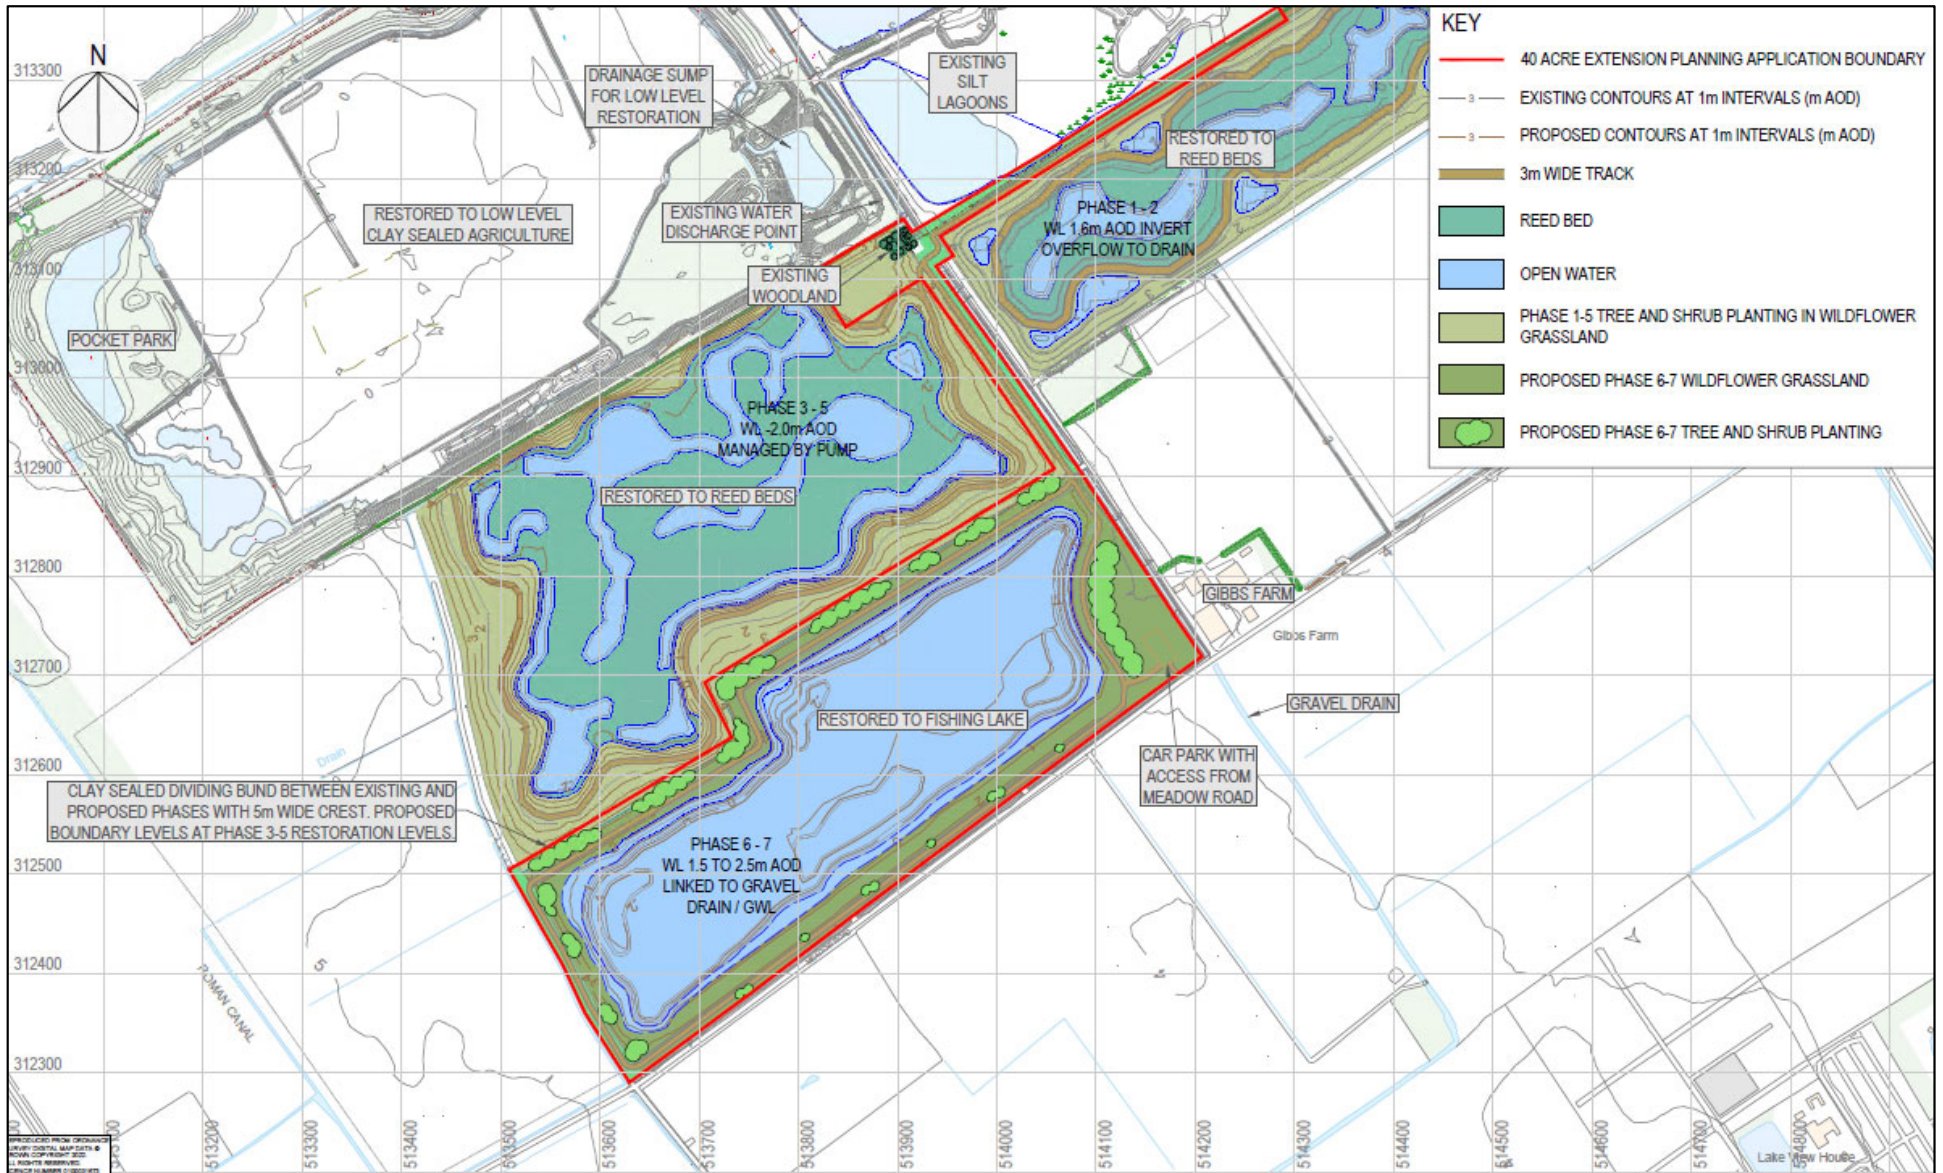 N
DRAINAGE SUMP
FOR LOW LEVEL
RESTORATION
EXISTING
SILT
LAGOONS
RESTORED TO
REED BEDS
RESTORED TO LOW LEVEL
CLAY SEALED AGRICULTURE
EXISTING WATER
DISCHARGE POINT
PHASE 1 - 2
WL 1.6m AOD INVERT
OVERFLOW TO DRAIN
EXISTING
WOODLAND
POCKET PARK
PHASE 3 - 5
WL -2.0m AOD
MANAGED BY PUMP
RESTORED TO REED BEDS
GIBBS FARM
Gibbs Farm
GRAVEL DRAIN
RESTORED TO FISHING LAKE
CAR PARK WITH
ACCESS FROM
MEADOW ROAD
Drain
CLAY SEALED DIVIDING BUND BETWEEN EXISTING AND
PROPOSED PHASES WITH 5m WIDE CREST. PROPOSED
BOUNDARY LEVELS AT PHASE 3-5 RESTORATION LEVELS.
PHASE 6 - 7
WL 1.5 TO 2.5m AOD
LINKED TO GRAVEL
DRAIN / GWL
ROMAN CANAL
5
Lake View House
KEY
40 ACRE EXTENSION PLANNING APPLICATION BOUNDARY
3
EXISTING CONTOURS AT 1m INTERVALS (m AOD)
3
PROPOSED CONTOURS AT 1m INTERVALS (m AOD)
3m WIDE TRACK
REED BED
OPEN WATER
PHASE 1-5 TREE AND SHRUB PLANTING IN WILDFLOWER
GRASSLAND
PROPOSED PHASE 6-7 WILDFLOWER GRASSLAND
PROPOSED PHASE 6-7 TREE AND SHRUB PLANTING
313300
313200
313100
313000
312900
312800
312700
312600
312500
312400
312300
513100
513200
513300
513400
513500
513600
513700
513800
513900
514000
514100
514200
514300
514400
514500
514600
514700
514800